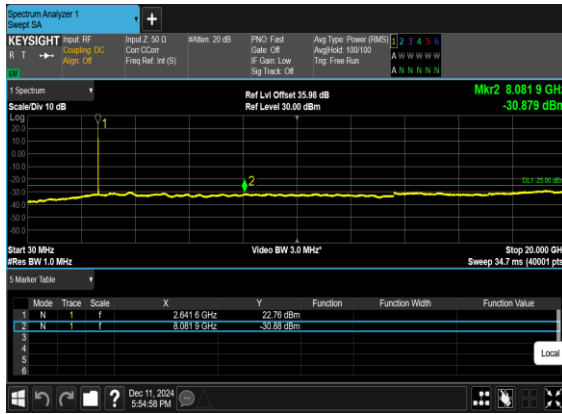 Spectrum Analyzer 1
Swept SA
+
KEYSIGHT Input: RF Input Z: 50 Ω #Atten: 20 dB PNO: Fast Avg Type: Power (RMS) 1 2 3 4 5 6
R T Coupling: DC Corr CCorr Gate: Off Avg|Hold: 100/100 A W W W W W
Align: Off Freq Ref: Int (S) IF Gain: Low Trig: Free Run
Sig Track: Off A N N N N N
LXI
1 Spectrum Ref Lvl Offset 35.98 dB Mkr2 8.081 9 GHz
Scale/Div 10 dB Ref Level 30.00 dBm -30.879 dBm
Log
1
20.0
10.0
0.00
-10.0
-20.0 2 DL1 -25.00 dBm
-30.0
-40.0
-50.0
-60.0
Start 30 MHz Video BW 3.0 MHz* Stop 20.000 GHz
#Res BW 1.0 MHz Sweep 34.7 ms (40001 pts)
5 Marker Table
Mode Trace Scale X Y Function Function Width Function Value
1 N 1 f 2.641 6 GHz 22.76 dBm
2 N 1 f 8.081 9 GHz -30.88 dBm
3
4
5
6
Local
? Dec 11, 2024
5:54:58 PM